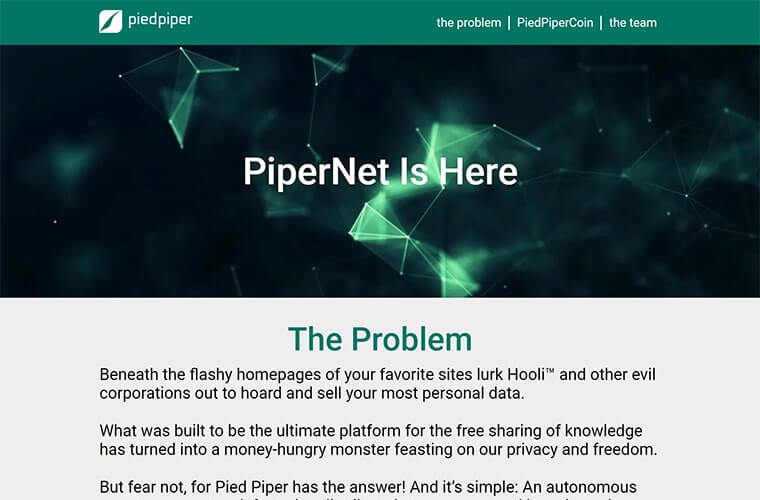 piedpiper
the problem | PiedPiperCoin | the team
PiperNet Is Here
The Problem
Beneath the flashy homepages of your favorite sites lurk Hooli™ and other evil
corporations out to hoard and sell your most personal data.
What was built to be the ultimate platform for the free sharing of knowledge
has turned into a money-hungry monster feasting on our privacy and freedom.
But fear not, for Pied Piper has the answer! And it's simple: An autonomous